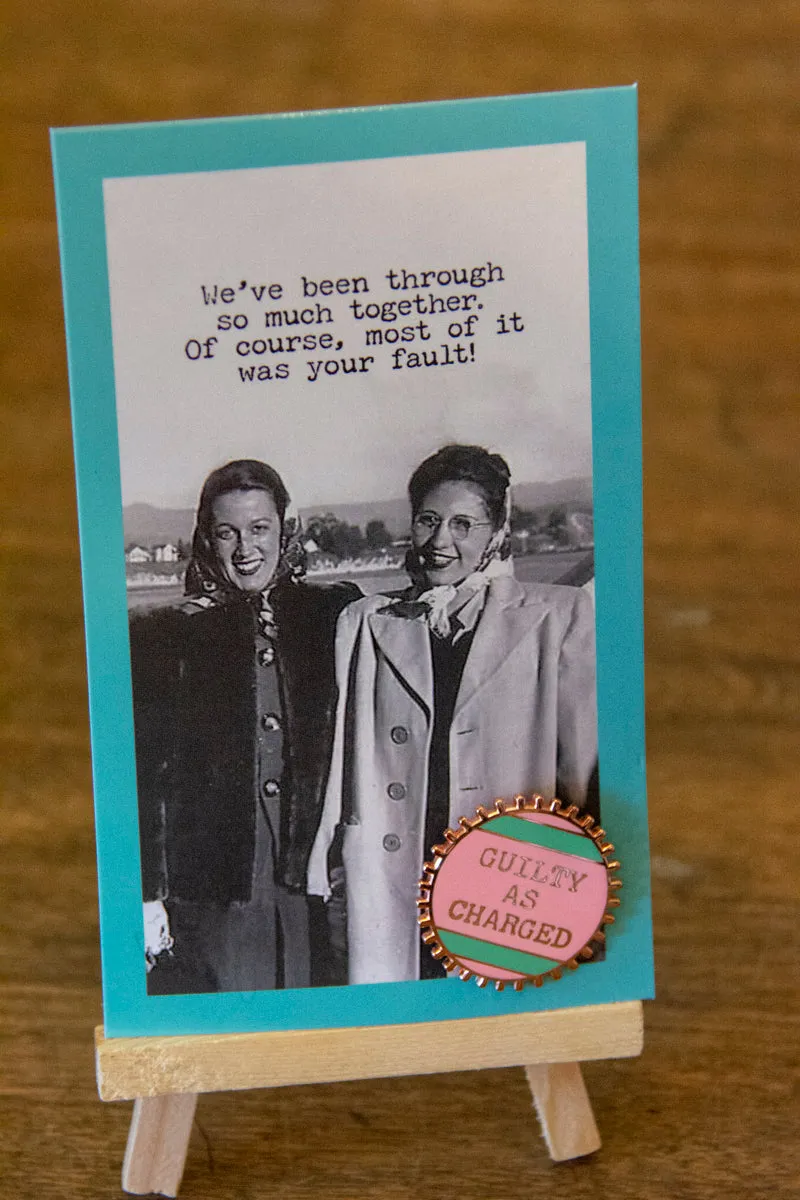 We've been through
so much together.
Of course, most of it
was your fault!
GUILTY
AS
CHARGED